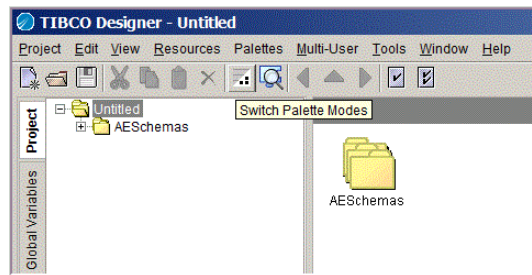 TIBCO Designer - Untitled
Project Edit View Resources Palettes Multi-User Tools Window Help
Untitled
Switch Palette Modes
AESchemas
AESchemas
Project
Global Variables